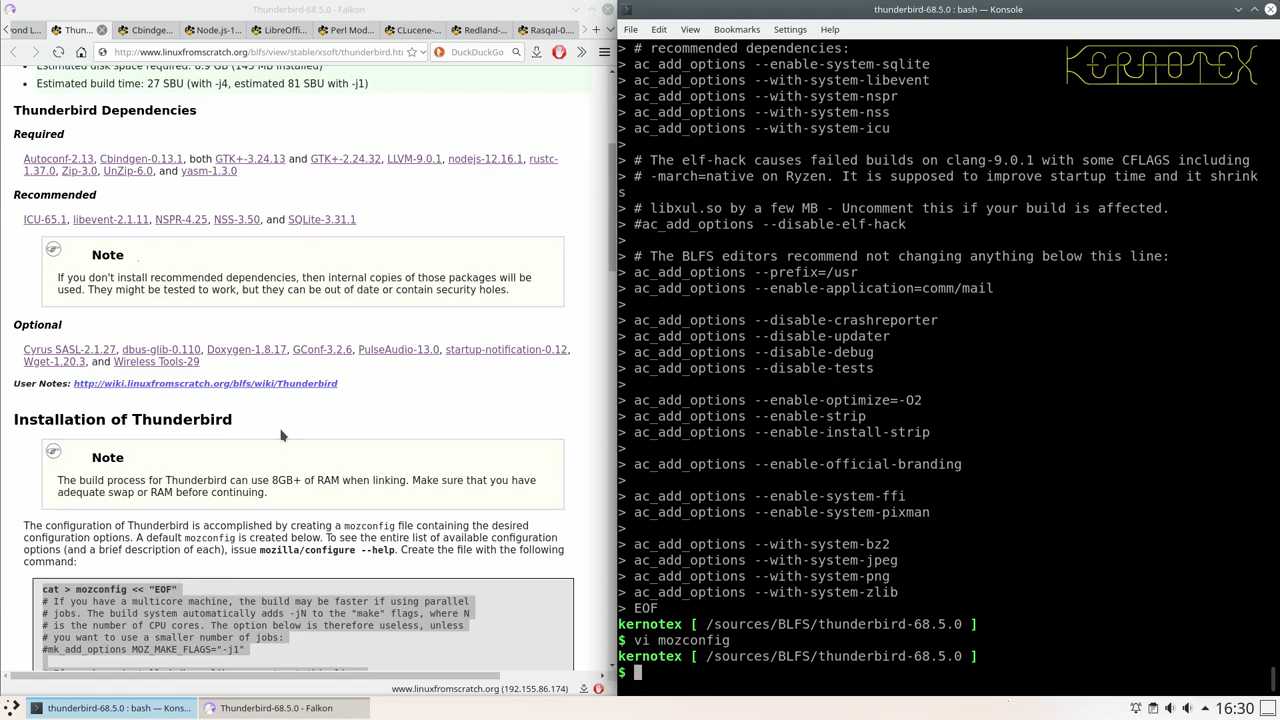 thunderbird-68.5.0 - Falkon
yond L
Thun
Cbindge
Node.js-1
LibreOffi
Perl Mod
CLucene-
Redland-
Rasqal-0.
http://www.linuxfromscratch.org/blfs/view/stable/xsoft/thunderbird.ht
DuckDuckGo
Estimated disk space required: 8.9 GB (145 MB installed)
Estimated build time: 27 SBU (with -j4, estimated 81 SBU with -j1)
Thunderbird Dependencies
Required
Autoconf-2.13, Cbindgen-0.13.1, both GTK+-3.24.13 and GTK+-2.24.32, LLVM-9.0.1, nodejs-12.16.1, rustc-
1.37.0, Zip-3.0, UnZip-6.0, and yasm-1.3.0
Recommended
ICU-65.1, libevent-2.1.11, NSPR-4.25, NSS-3.50, and SQLite-3.31.1
Note
If you don't install recommended dependencies, then internal copies of those packages will be
used. They might be tested to work, but they can be out of date or contain security holes.
Optional
Cyrus SASL-2.1.27, dbus-glib-0.110, Doxygen-1.8.17, GConf-3.2.6, PulseAudio-13.0, startup-notification-0.12,
Wget-1.20.3, and Wireless Tools-29
User Notes: http://wiki.linuxfromscratch.org/blfs/wiki/Thunderbird
Installation of Thunderbird
Note
The build process for Thunderbird can use 8GB+ of RAM when linking. Make sure that you have
adequate swap or RAM before continuing.
The configuration of Thunderbird is accomplished by creating a mozconfig file containing the desired
configuration options. A default mozconfig is created below. To see the entire list of available configuration
options (and a brief description of each), issue mozilla/configure --help. Create the file with the following
command:
cat > mozconfig << "EOF"
# If you have a multicore machine, the build may be faster if using parallel
# jobs. The build system automatically adds -jN to the "make" flags, where N
# is the number of CPU cores. The option below is therefore useless, unless
# you want to use a smaller number of jobs:
#mk_add_options MOZ_MAKE_FLAGS="-j1"
www.linuxfromscratch.org (192.155.86.174)
thunderbird-68.5.0 : bash — Konsole
File Edit View Bookmarks Settings Help
KERNOTEX
> # recommended dependencies:
> ac_add_options --enable-system-sqlite
> ac_add_options --with-system-libevent
> ac_add_options --with-system-nspr
> ac_add_options --with-system-nss
> ac_add_options --with-system-icu
>
> # The elf-hack causes failed builds on clang-9.0.1 with some CFLAGS including
> # -march=native on Ryzen. It is supposed to improve startup time and it shrink
s
> # libxul.so by a few MB - Uncomment this if your build is affected.
> #ac_add_options --disable-elf-hack
>
> # The BLFS editors recommend not changing anything below this line:
> ac_add_options --prefix=/usr
> ac_add_options --enable-application=comm/mail
>
> ac_add_options --disable-crashreporter
> ac_add_options --disable-updater
> ac_add_options --disable-debug
> ac_add_options --disable-tests
>
> ac_add_options --enable-optimize=-O2
> ac_add_options --enable-strip
> ac_add_options --enable-install-strip
>
> ac_add_options --enable-official-branding
>
> ac_add_options --enable-system-ffi
> ac_add_options --enable-system-pixman
>
> ac_add_options --with-system-bz2
> ac_add_options --with-system-jpeg
> ac_add_options --with-system-png
> ac_add_options --with-system-zlib
> EOF
kernotex [ /sources/BLFS/thunderbird-68.5.0 ]
$ vi mozconfig
kernotex [ /sources/BLFS/thunderbird-68.5.0 ]
$
thunderbird-68.5.0 : bash — Kons...
Thunderbird-68.5.0 - Falkon
16:30